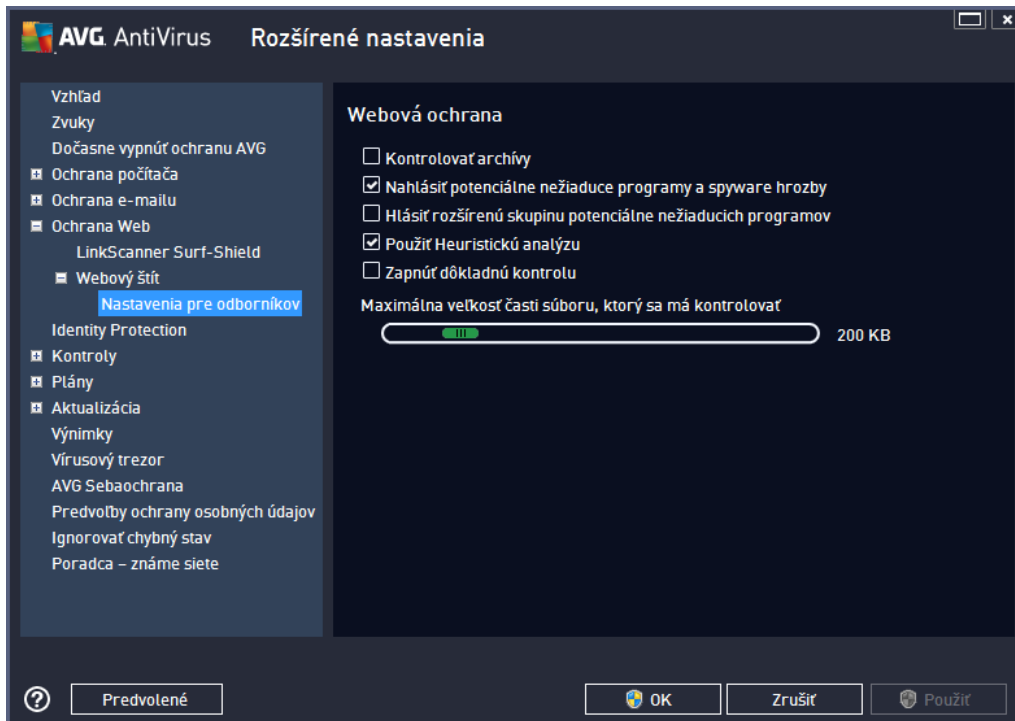 AVG. AntiVirus Rozšírené nastavenia
Vzhľad
Zvuky
Dočasne vypnúť ochranu AVG
Ochrana počítača
Ochrana e-mailu
Ochrana Web
LinkScanner Surf-Shield
Webový štít
Nastavenia pre odborníkov
Identity Protection
Kontroly
Plány
Aktualizácia
Výnimky
Vírusový trezor
AVG Sebaochrana
Predvoľby ochrany osobných údajov
Ignorovať chybný stav
Poradca – známe siete
Webová ochrana
Kontrolovať archívy
Nahlásiť potenciálne nežiaduce programy a spyware hrozby
Hlásiť rozšírenú skupinu potenciálne nežiaducich programov
Použiť Heuristickú analýzu
Zapnúť dôkladnú kontrolu
Maximálna veľkosť časti súboru, ktorý sa má kontrolovať
200 KB
Predvolené
OK
Zrušiť
Použiť